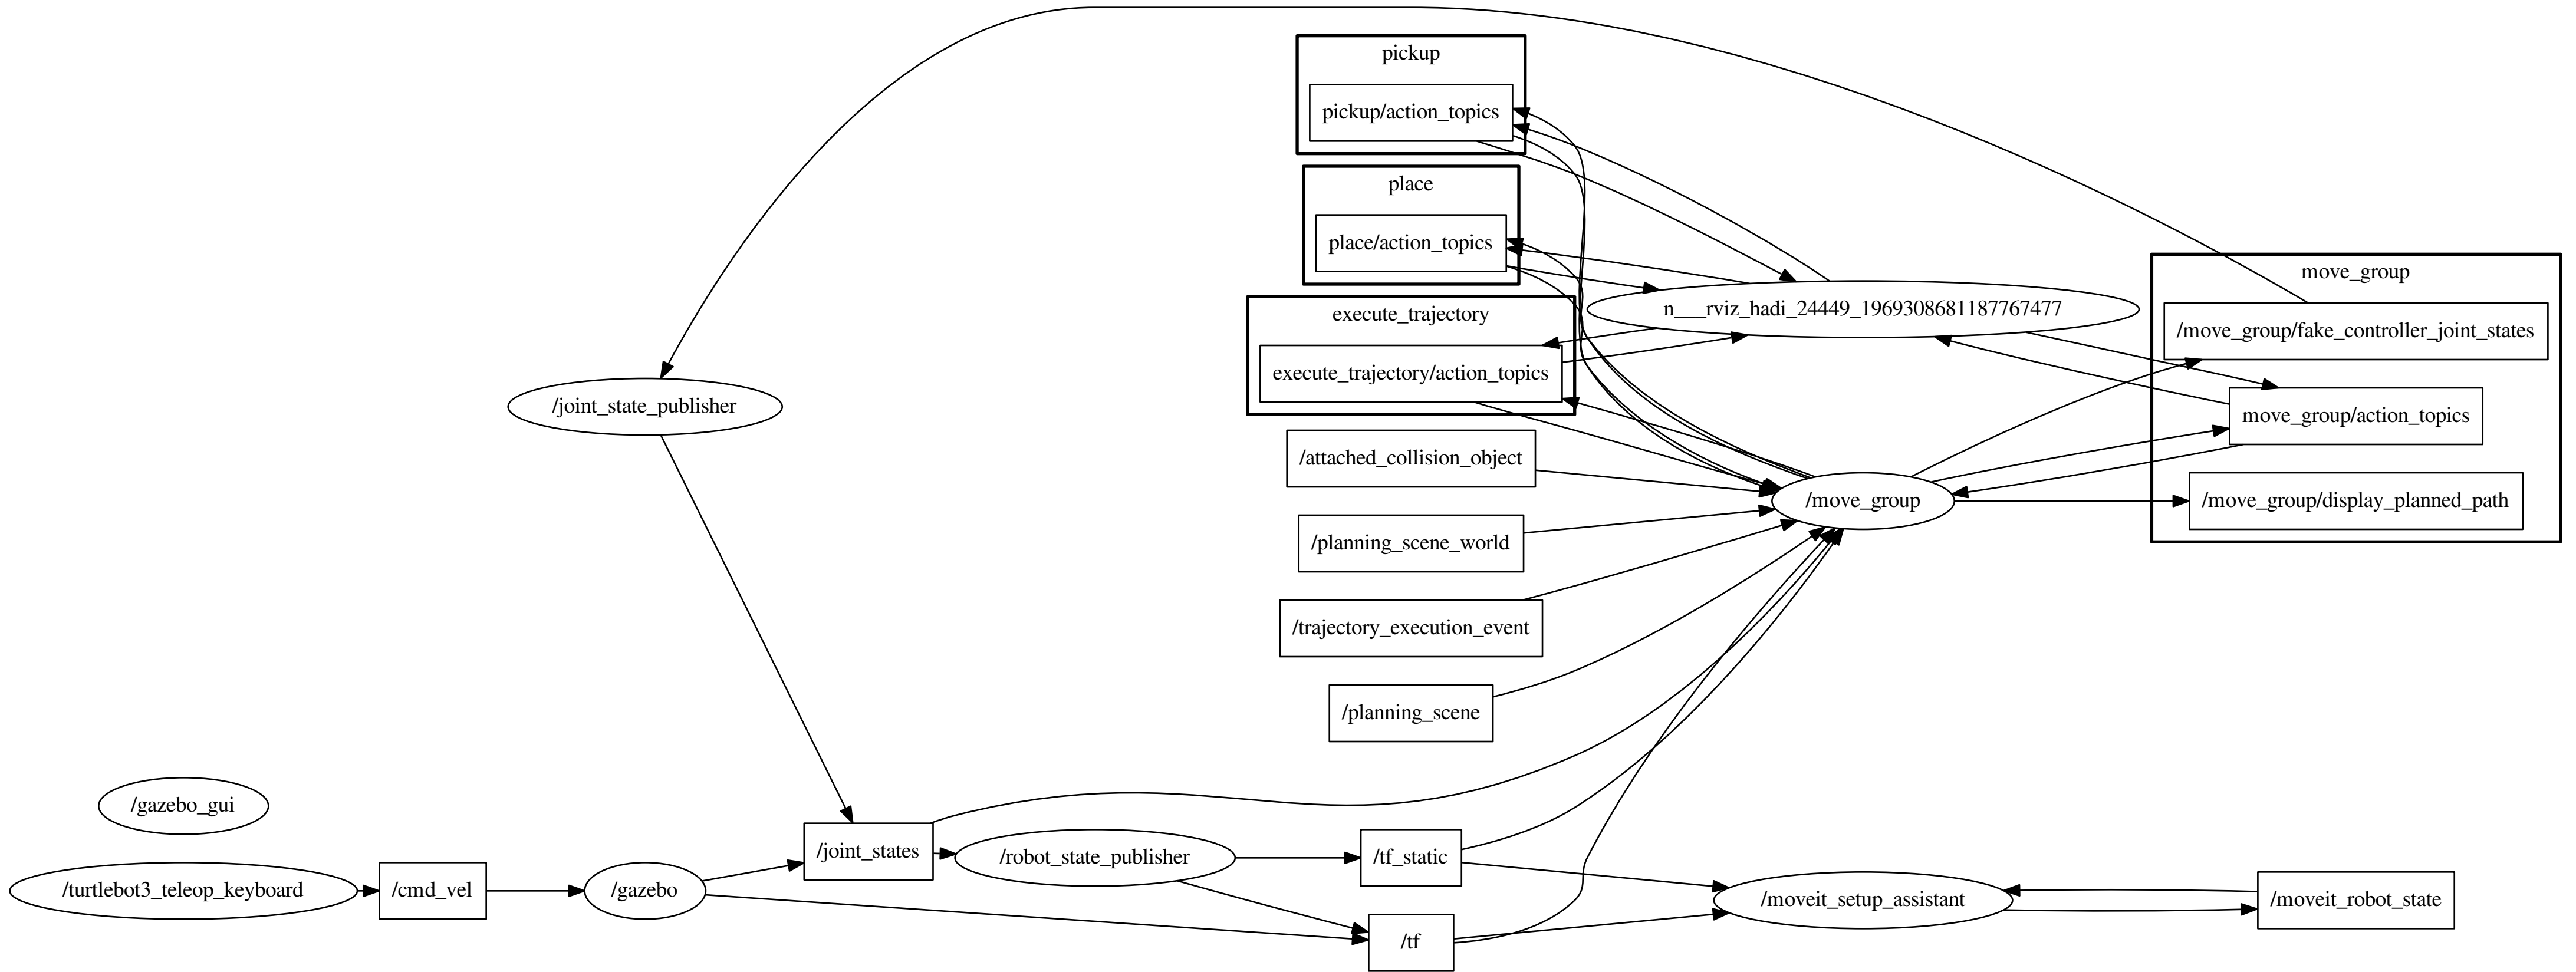 pickup
pickup/action_topics
place
place/action_topics
execute_trajectory
execute_trajectory/action_topics
n___rviz_hadi_24449_1969308681187767477
move_group
/move_group/fake_controller_joint_states
move_group/action_topics
/move_group/display_planned_path
/joint_state_publisher
/attached_collision_object
/move_group
/planning_scene_world
/trajectory_execution_event
/planning_scene
/gazebo_gui
/turtlebot3_teleop_keyboard
/cmd_vel
/gazebo
/joint_states
/robot_state_publisher
/tf_static
/tf
/moveit_setup_assistant
/moveit_robot_state